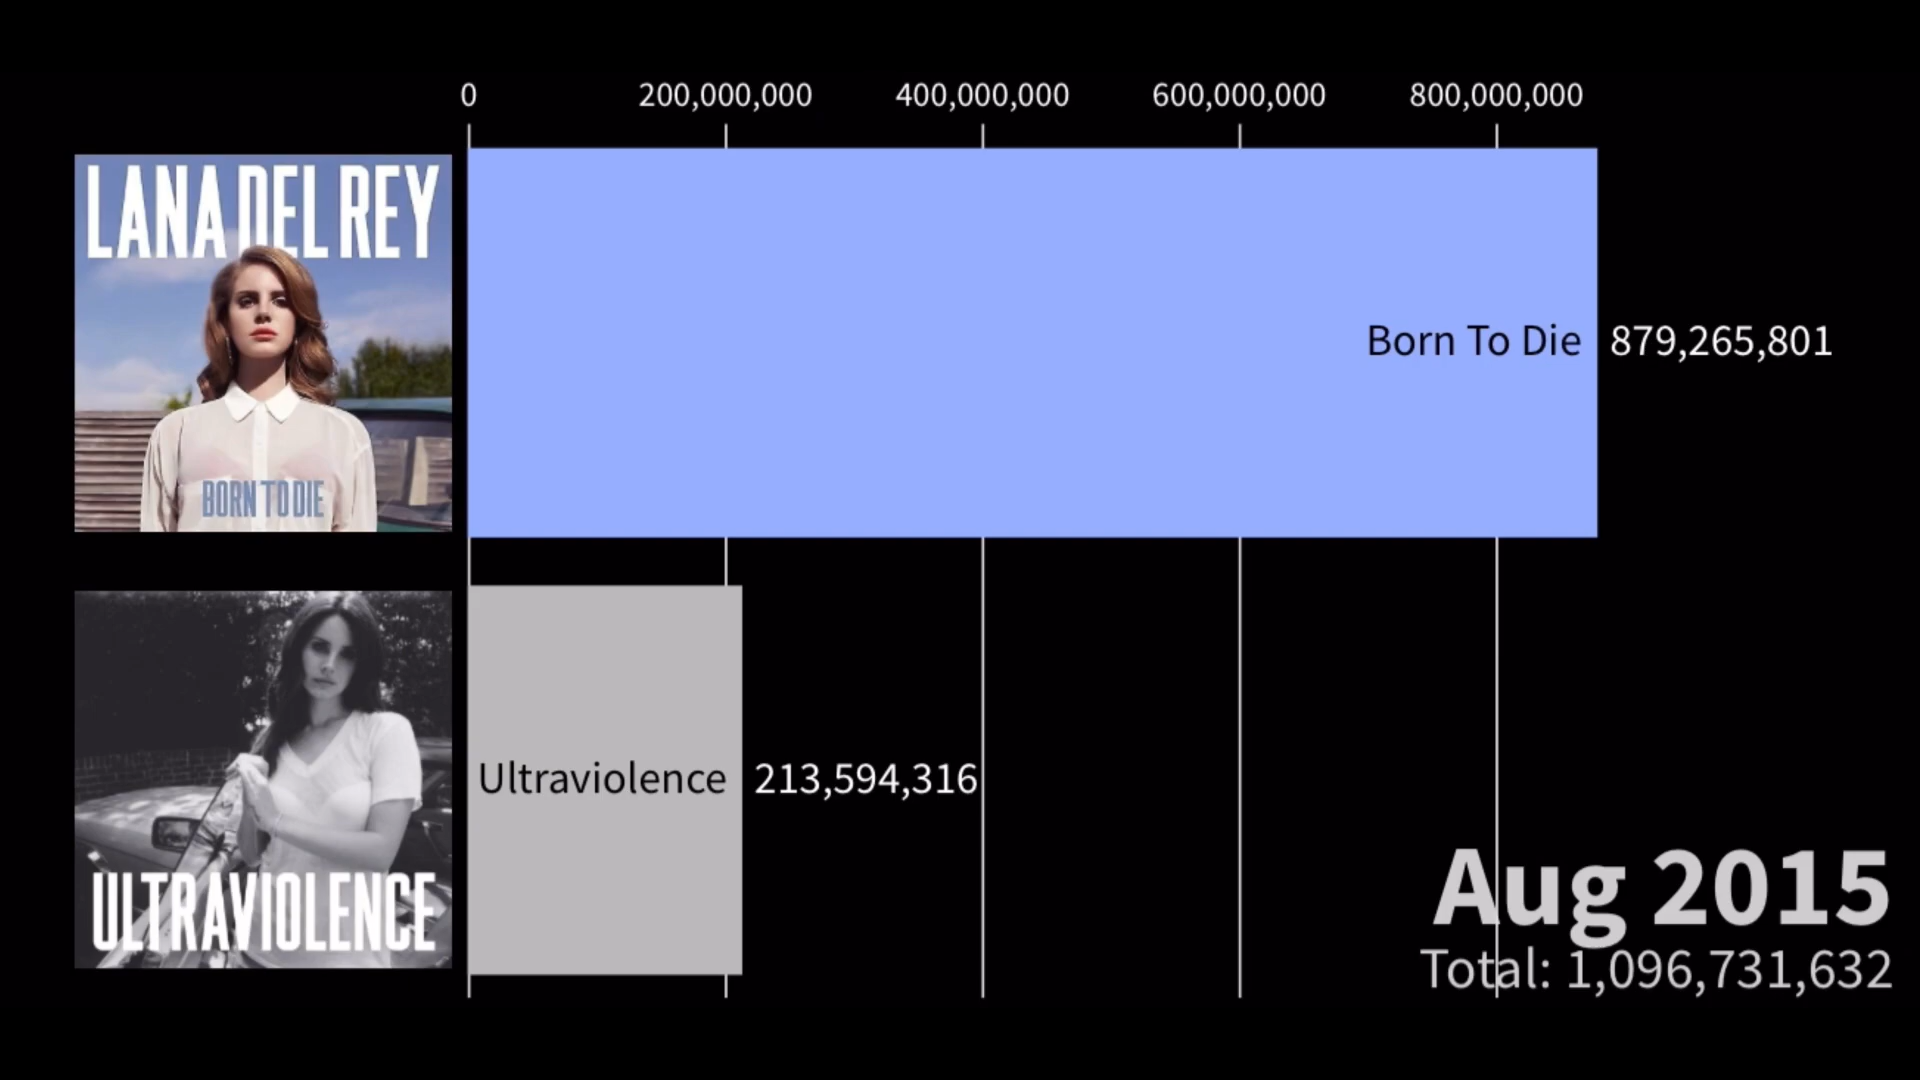 0 200,000,000 400,000,000 600,000,000 800,000,000
LANA DEL REY
BORN TO DIE
Born To Die 879,265,801
ULTRAVIOLENCE
Ultraviolence 213,594,316
Aug 2015
Total: 1,096,731,632